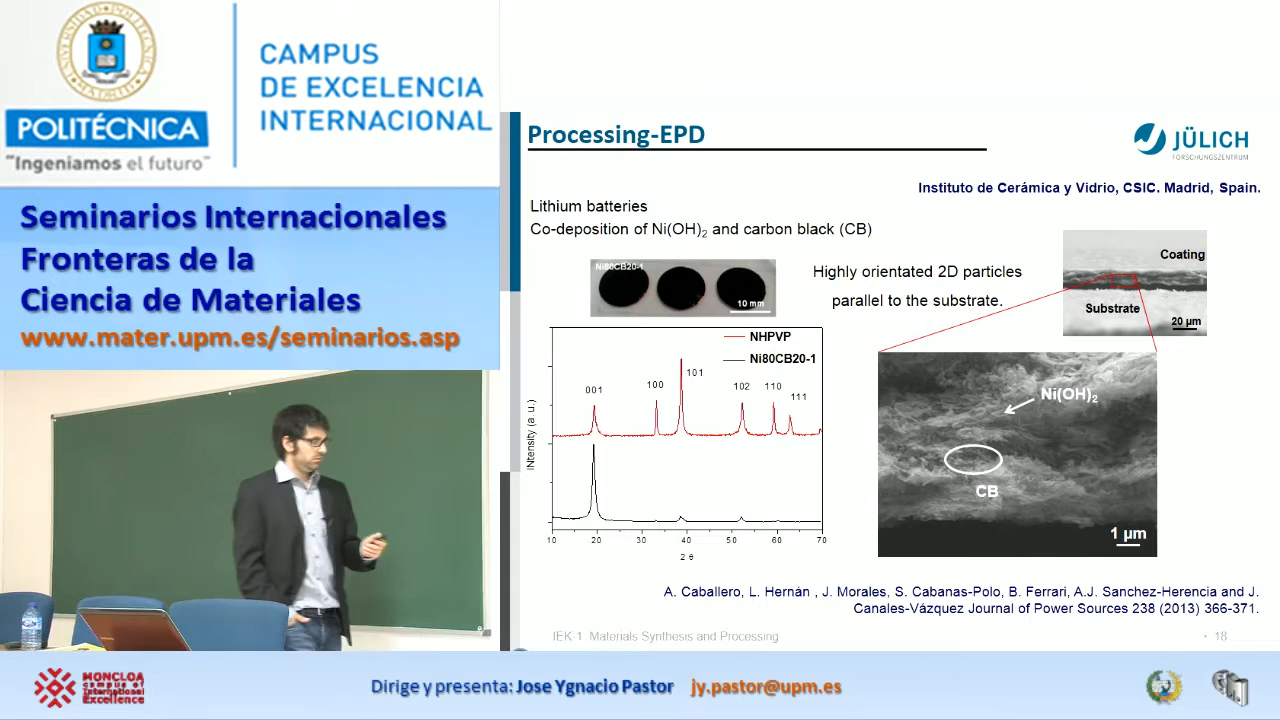 UNIVERSIDAD POLITÉCNICA MADRID
POLITÉCNICA
"Ingeniamos el futuro"
CAMPUS
DE EXCELENCIA
INTERNACIONAL
Seminarios Internacionales
Fronteras de la
Ciencia de Materiales
www.mater.upm.es/seminarios.asp
Processing-EPD
JÜLICH
FORSCHUNGSZENTRUM
Instituto de Cerámica y Vidrio, CSIC. Madrid, Spain.
Lithium batteries
Co-deposition of Ni(OH)₂ and carbon black (CB)
Ni80CB20-1
10 mm
Highly orientated 2D particles
parallel to the substrate.
Coating
Substrate
20 µm
NHPVP
Ni80CB20-1
001
100
101
102
110
111
INtensity (a. u.)
10 20 30 40 50 60 70
2 θ
Ni(OH)₂
CB
1 µm
A. Caballero, L. Hernán , J. Morales, S. Cabanas-Polo, B. Ferrari, A.J. Sanchez-Herencia and J.
Canales-Vázquez Journal of Power Sources 238 (2013) 366-371.
IEK-1 Materials Synthesis and Processing
18
MONCLOA
campus of
International
Excellence
Dirige y presenta: Jose Ygnacio Pastor jy.pastor@upm.es